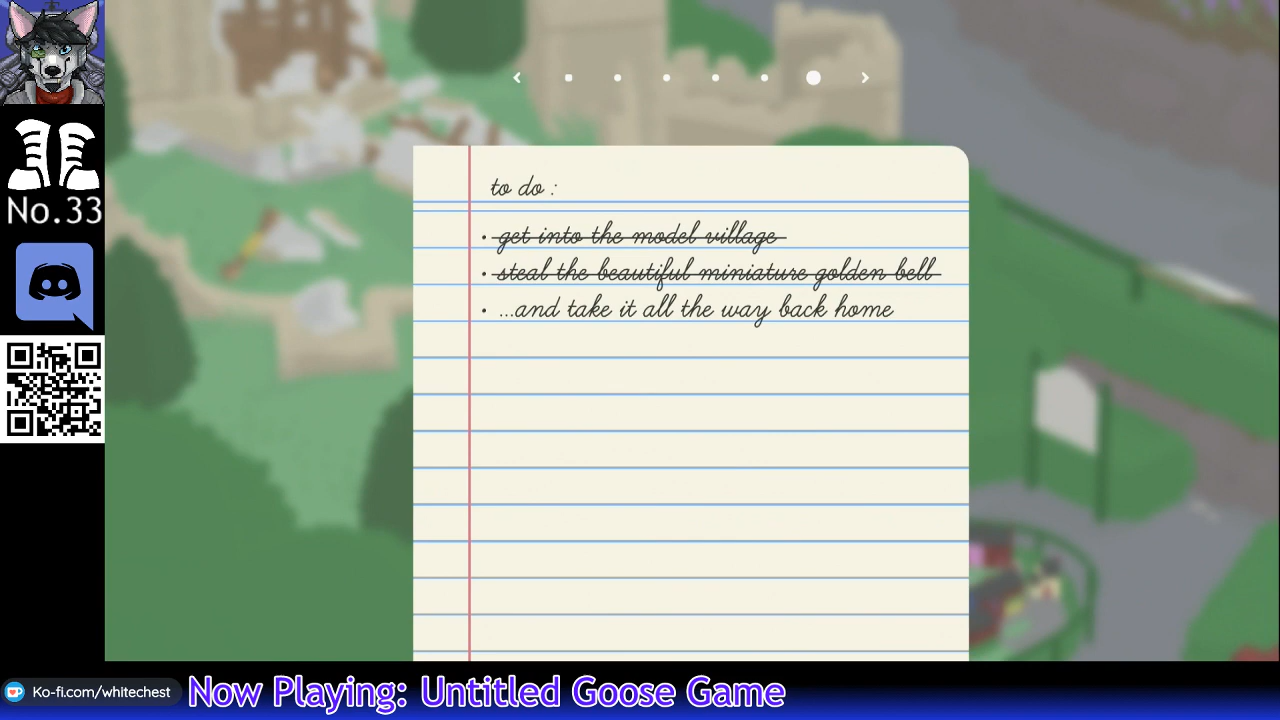 No.33
to do :
• get into the model village
• steal the beautiful miniature golden bell
• ...and take it all the way back home
Ko-fi.com/whitechest
Now Playing: Untitled Goose Game